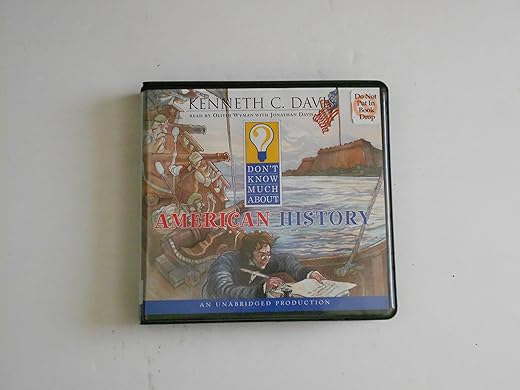 KENNETH C. DAVIS
READ BY OLIVER WYMAN WITH JONATHAN DAVIS
Do Not
Put In
Book
Drop
?
DON'T
KNOW
MUCH
ABOUT
AMERICAN HISTORY
AN UNABRIDGED PRODUCTION